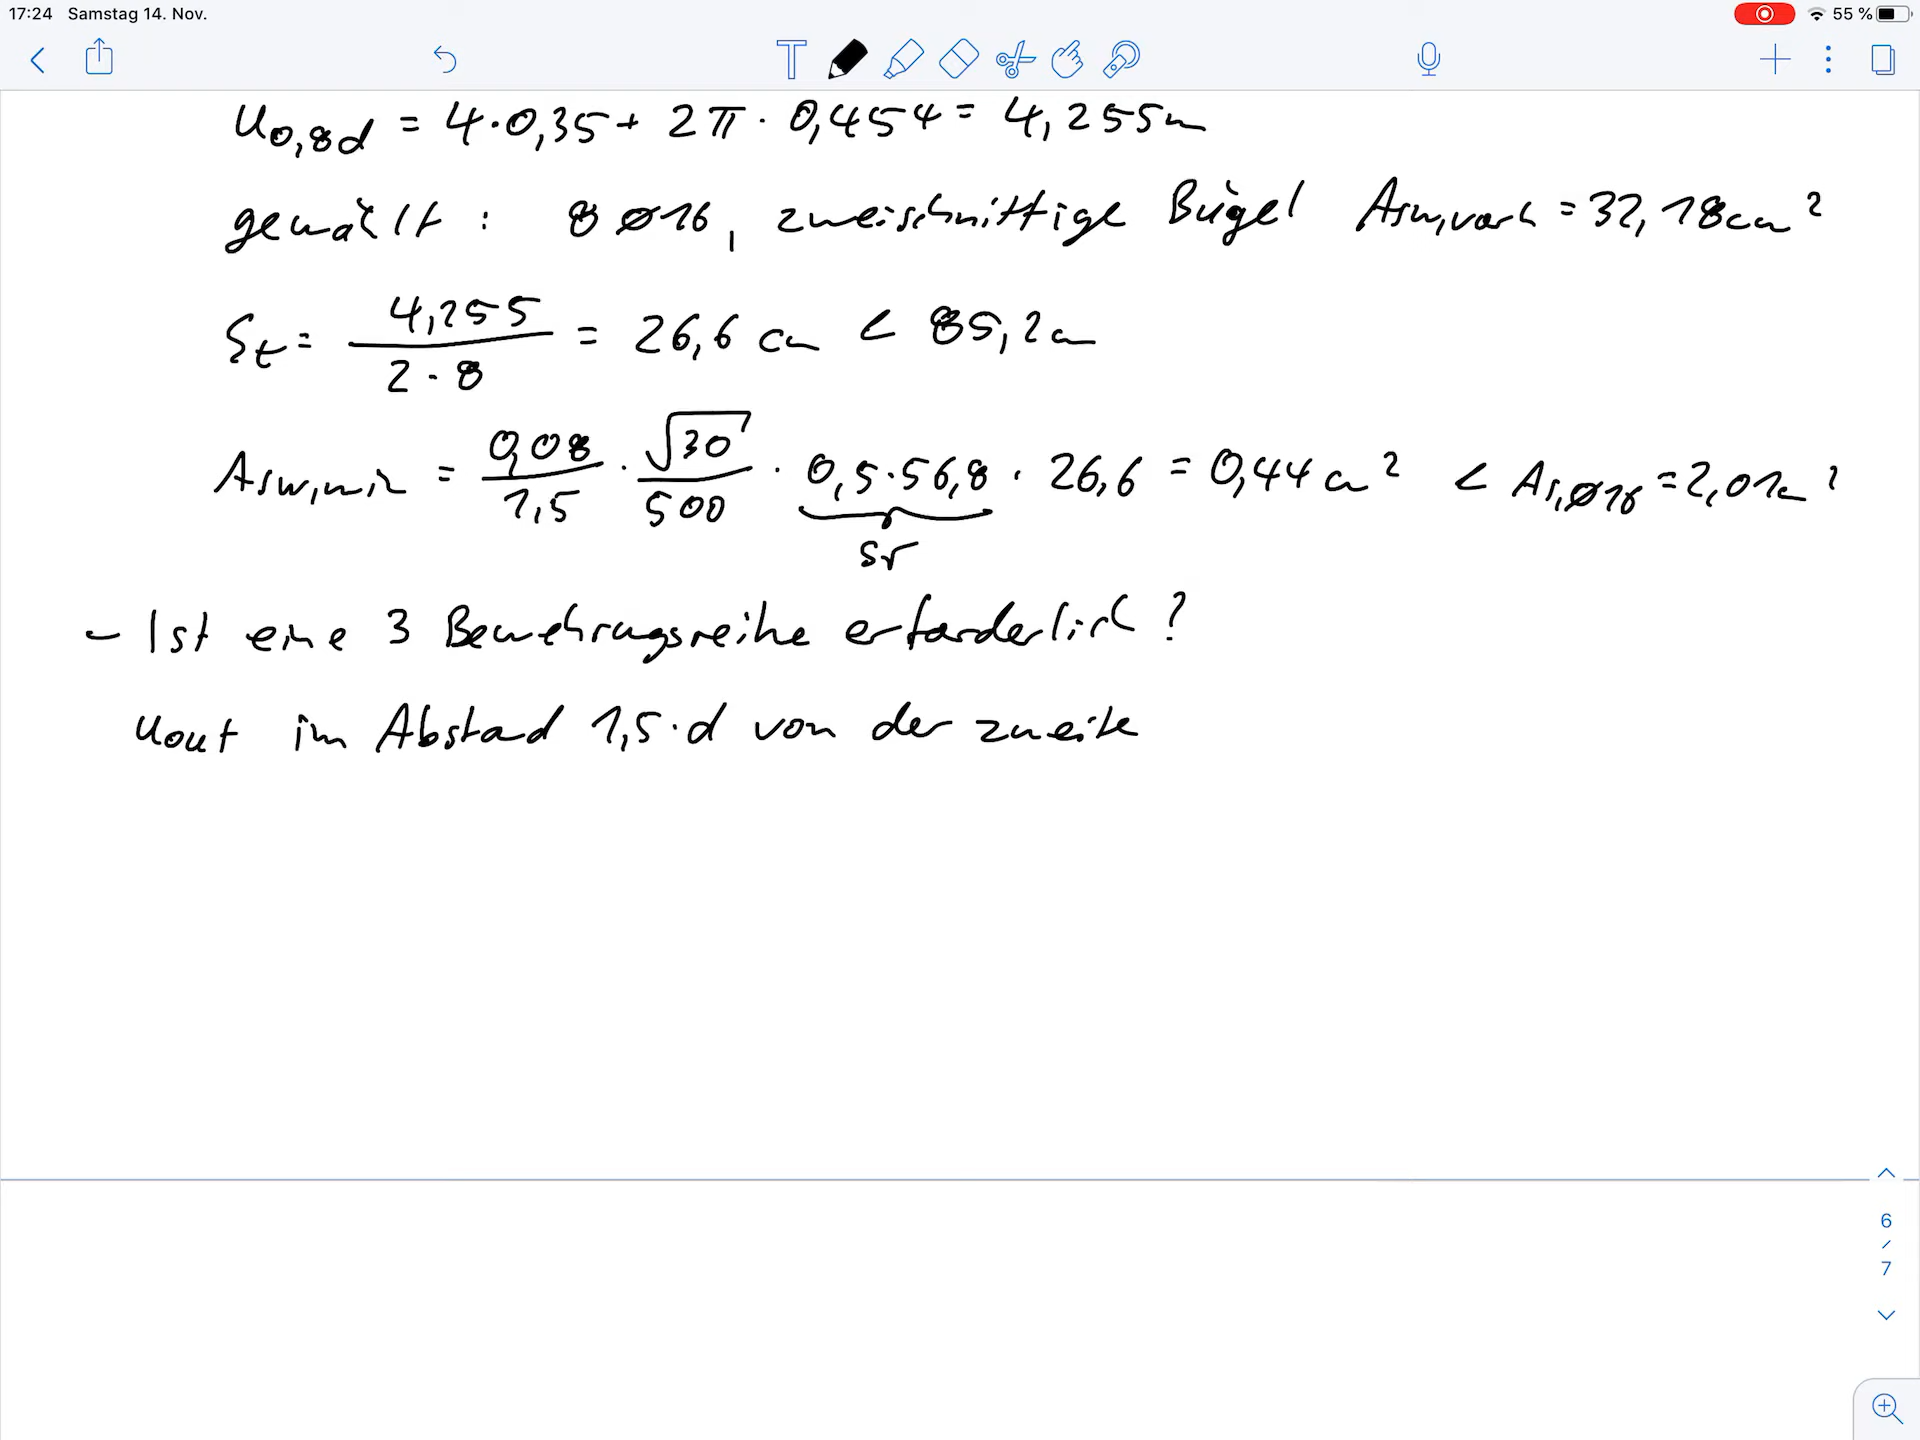 17:24 Samstag 14. Nov. 55 %
U0,8d = 4·0,35 + 2π · 0,454 = 4,255m
gewählt : 8 ø16, zweischnittige Bügel Asw,vorh = 32,18cm²
St = 4,255 / 2·8 = 26,6 cm < 85,2cm
Asw,min = 0,08/1,5 · √30/500 · 0,5·56,8 · 26,6 = 0,44cm² < As,ø16 = 2,01cm²
Sr
- Ist eine 3 Bewehrungsreihe erforderlich?
Uout im Abstand 1,5·d von der zweite
6
/
7